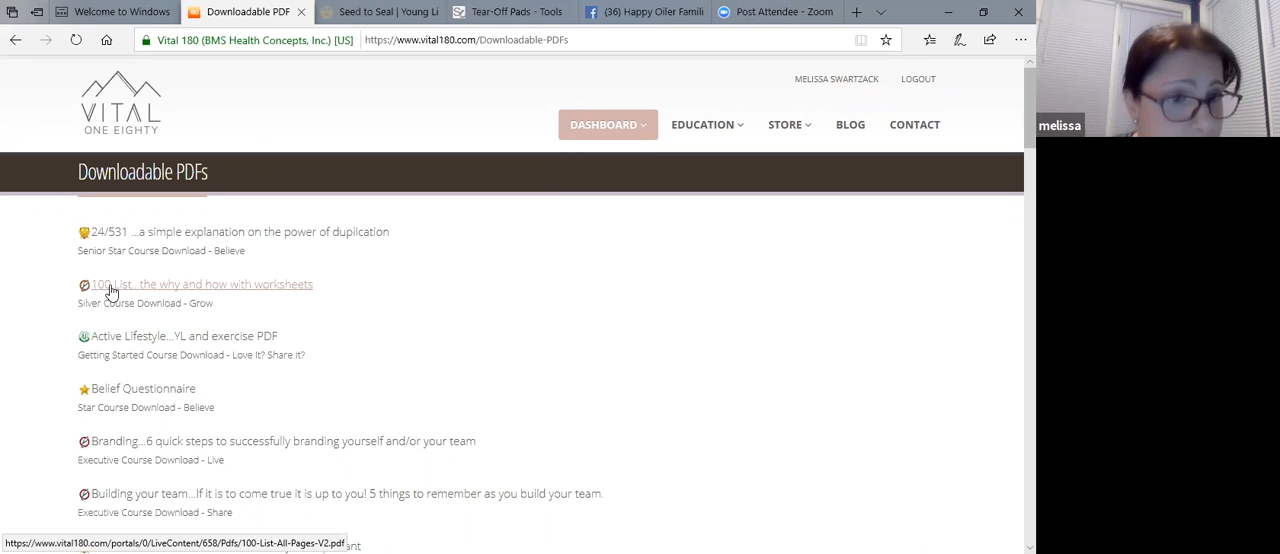 Welcome to Windows
Downloadable PDF
Seed to Seal | Young Li
Tear-Off Pads - Tools
(36) Happy Oiler Famili
Post Attendee - Zoom
Vital 180 (BMS Health Concepts, Inc.) [US]
https://www.vital180.com/Downloadable-PDFs
MELISSA SWARTZACK
LOGOUT
VITAL
ONE EIGHTY
DASHBOARD
EDUCATION
STORE
BLOG
CONTACT
melissa
Downloadable PDFs
24/531 ...a simple explanation on the power of duplication
Senior Star Course Download - Believe
100 List...the why and how with worksheets
Silver Course Download - Grow
Active Lifestyle...YL and exercise PDF
Getting Started Course Download - Love It? Share it?
Belief Questionnaire
Star Course Download - Believe
Branding...6 quick steps to successfully branding yourself and/or your team
Executive Course Download - Live
Building your team...If it is to come true it is up to you! 5 things to remember as you build your team.
Executive Course Download - Share
https://www.vital180.com/portals/0/LiveContent/658/Pdfs/100-List-All-Pages-V2.pdf